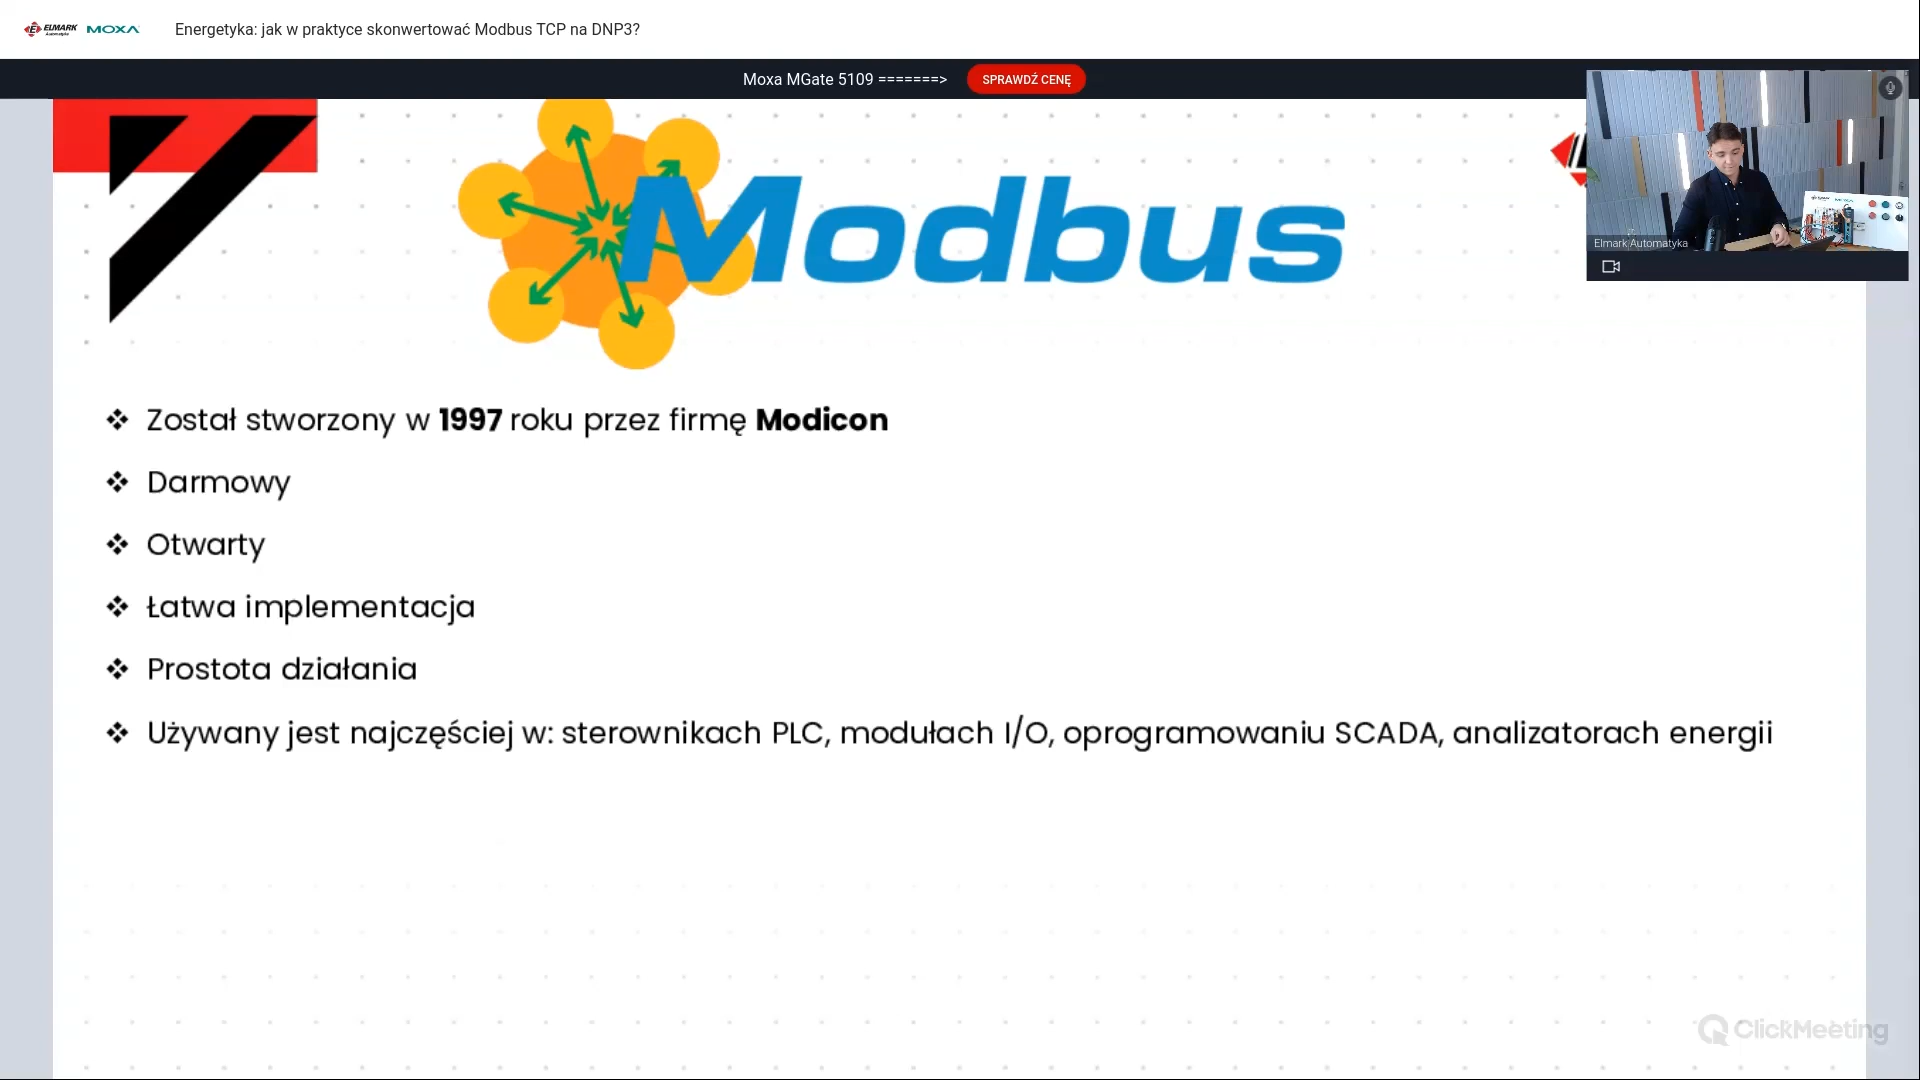 ELMARK
Automatyka
MOXA
Energetyka: jak w praktyce skonwertować Modbus TCP na DNP3?
Moxa MGate 5109 =======>
SPRAWDŹ CENĘ
Modbus
Elmark Automatyka
Został stworzony w 1997 roku przez firmę Modicon
Darmowy
Otwarty
Łatwa implementacja
Prostota działania
Używany jest najczęściej w: sterownikach PLC, modułach I/O, oprogramowaniu SCADA, analizatorach energii
ClickMeeting